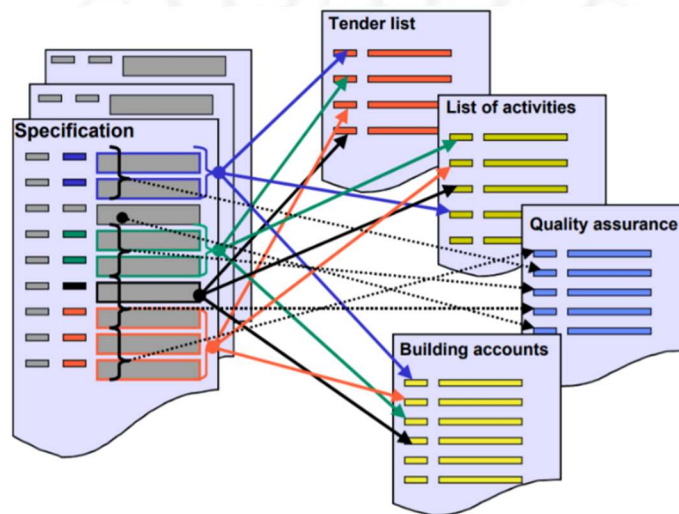 Tender list
List of activities
Specification
Quality assurance
Building accounts